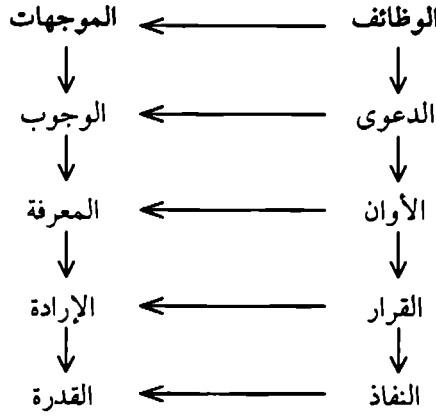 الوظائف الموجهات
الدعوى الوجوب
الأوان المعرفة
القرار الإرادة
النفاذ القدرة